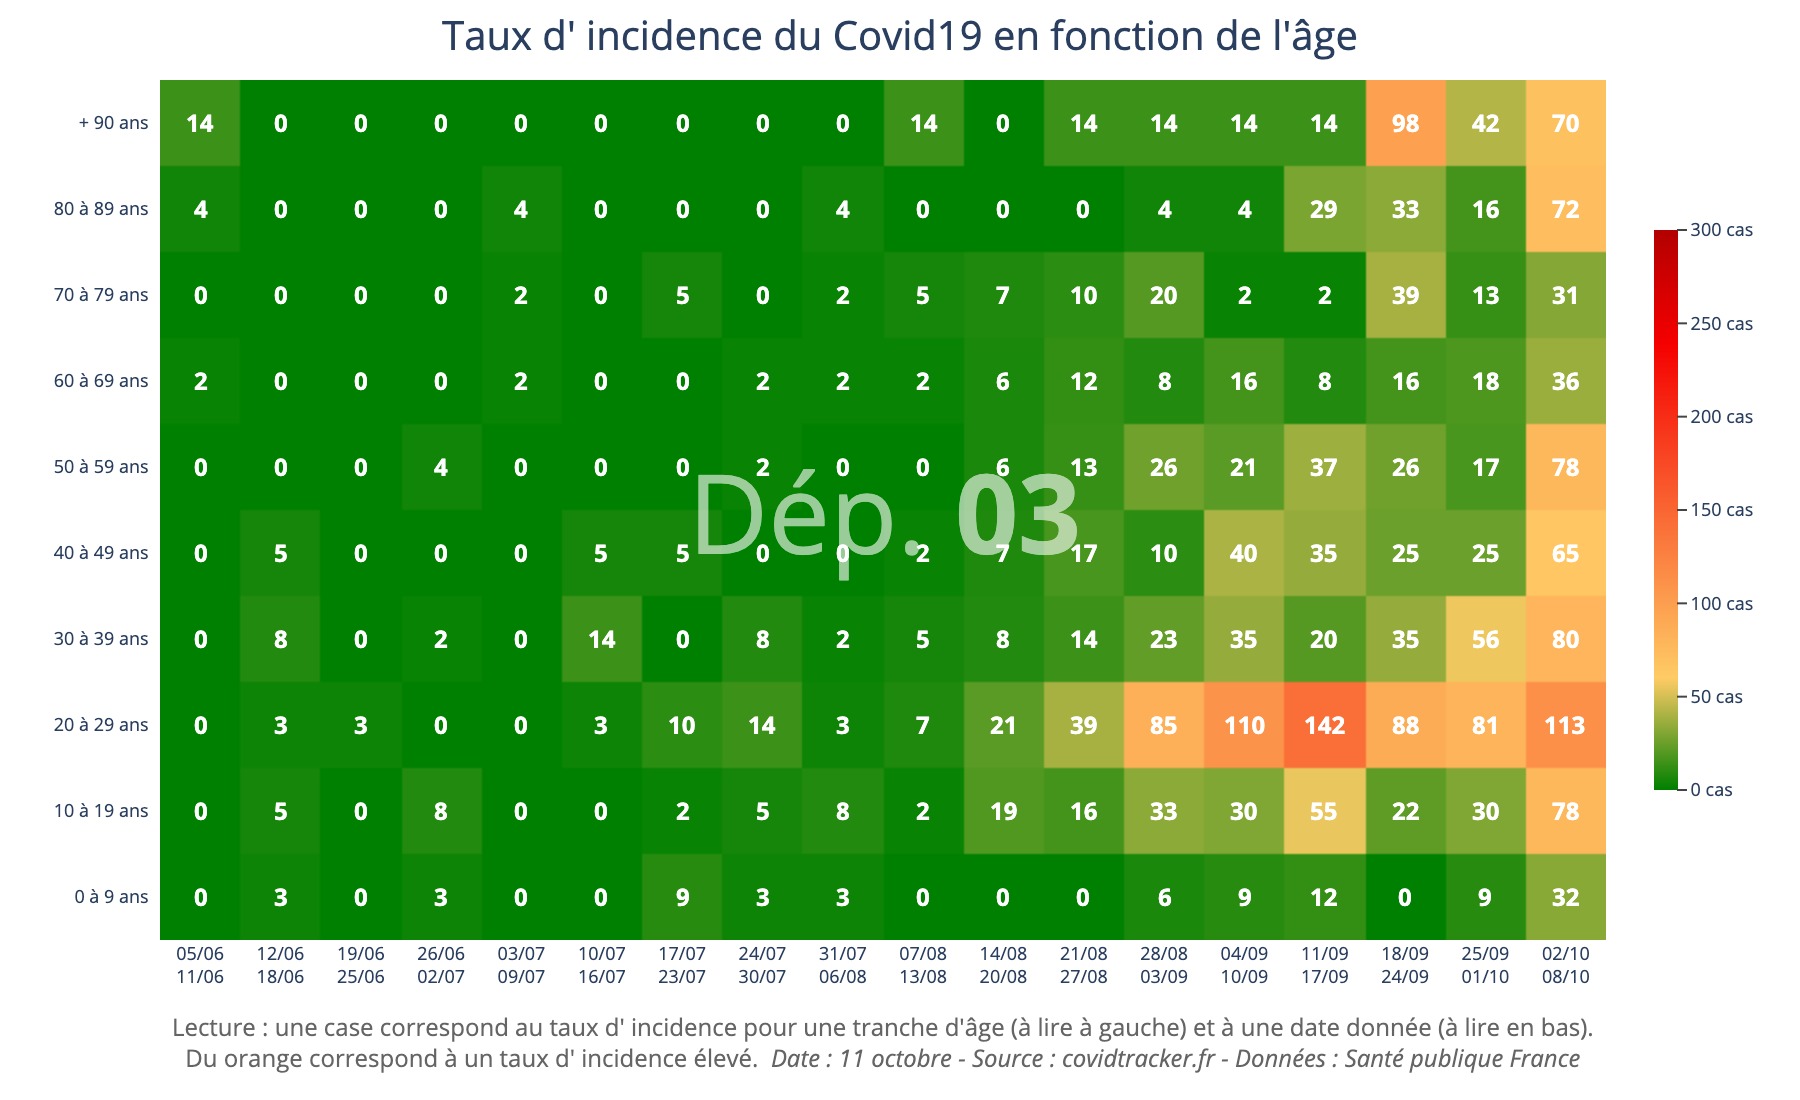 Taux d' incidence du Covid19 en fonction de l'âge
+ 90 ans 14 0 0 0 0 0 0 0 0 14 0 14 14 14 14 98 42 70
80 à 89 ans 4 0 0 0 4 0 0 0 4 0 0 0 4 4 29 33 16 72
70 à 79 ans 0 0 0 0 2 0 5 0 2 5 7 10 20 2 2 39 13 31
60 à 69 ans 2 0 0 0 2 0 0 2 2 2 6 12 8 16 8 16 18 36
50 à 59 ans 0 0 0 4 0 0 0 2 0 0 6 13 26 21 37 26 17 78
Dép. 03
40 à 49 ans 0 5 0 0 0 5 5 0 0 2 7 17 10 40 35 25 25 65
30 à 39 ans 0 8 0 2 0 14 0 8 2 5 8 14 23 35 20 35 56 80
20 à 29 ans 0 3 3 0 0 3 10 14 3 7 21 39 85 110 142 88 81 113
10 à 19 ans 0 5 0 8 0 0 2 5 8 2 19 16 33 30 55 22 30 78
0 à 9 ans 0 3 0 3 0 0 9 3 3 0 0 0 6 9 12 0 9 32
05/06 12/06 19/06 26/06 03/07 10/07 17/07 24/07 31/07 07/08 14/08 21/08 28/08 04/09 11/09 18/09 25/09 02/10
11/06 18/06 25/06 02/07 09/07 16/07 23/07 30/07 06/08 13/08 20/08 27/08 03/09 10/09 17/09 24/09 01/10 08/10
300 cas
250 cas
200 cas
150 cas
100 cas
50 cas
0 cas
Lecture : une case correspond au taux d' incidence pour une tranche d'âge (à lire à gauche) et à une date donnée (à lire en bas).
Du orange correspond à un taux d' incidence élevé. Date : 11 octobre - Source : covidtracker.fr - Données : Santé publique France